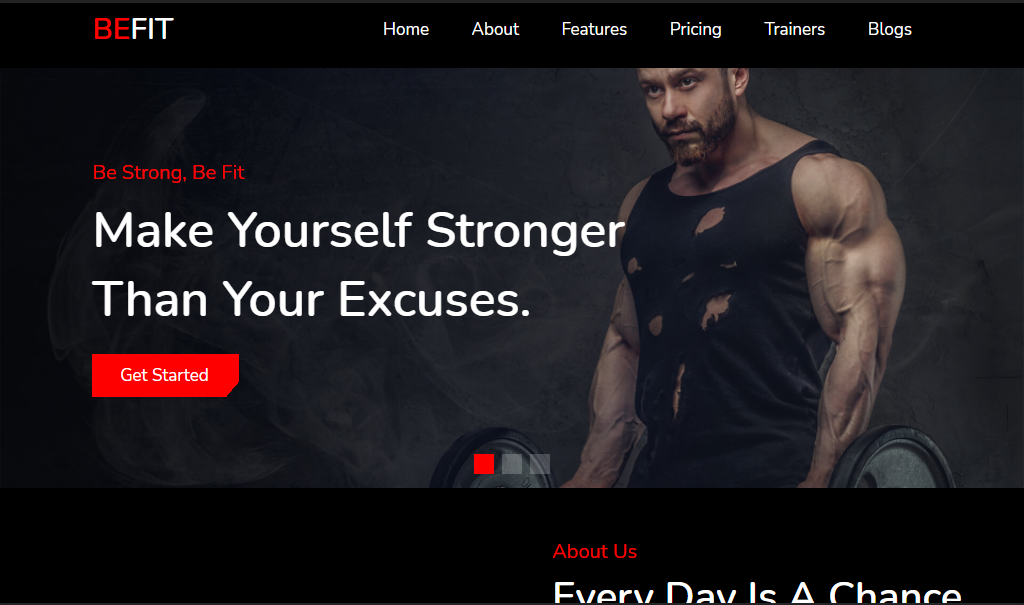 BEFIT
Home About Features Pricing Trainers Blogs
Be Strong, Be Fit
Make Yourself Stronger
Than Your Excuses.
Get Started
About Us
Every Day Is A Chance